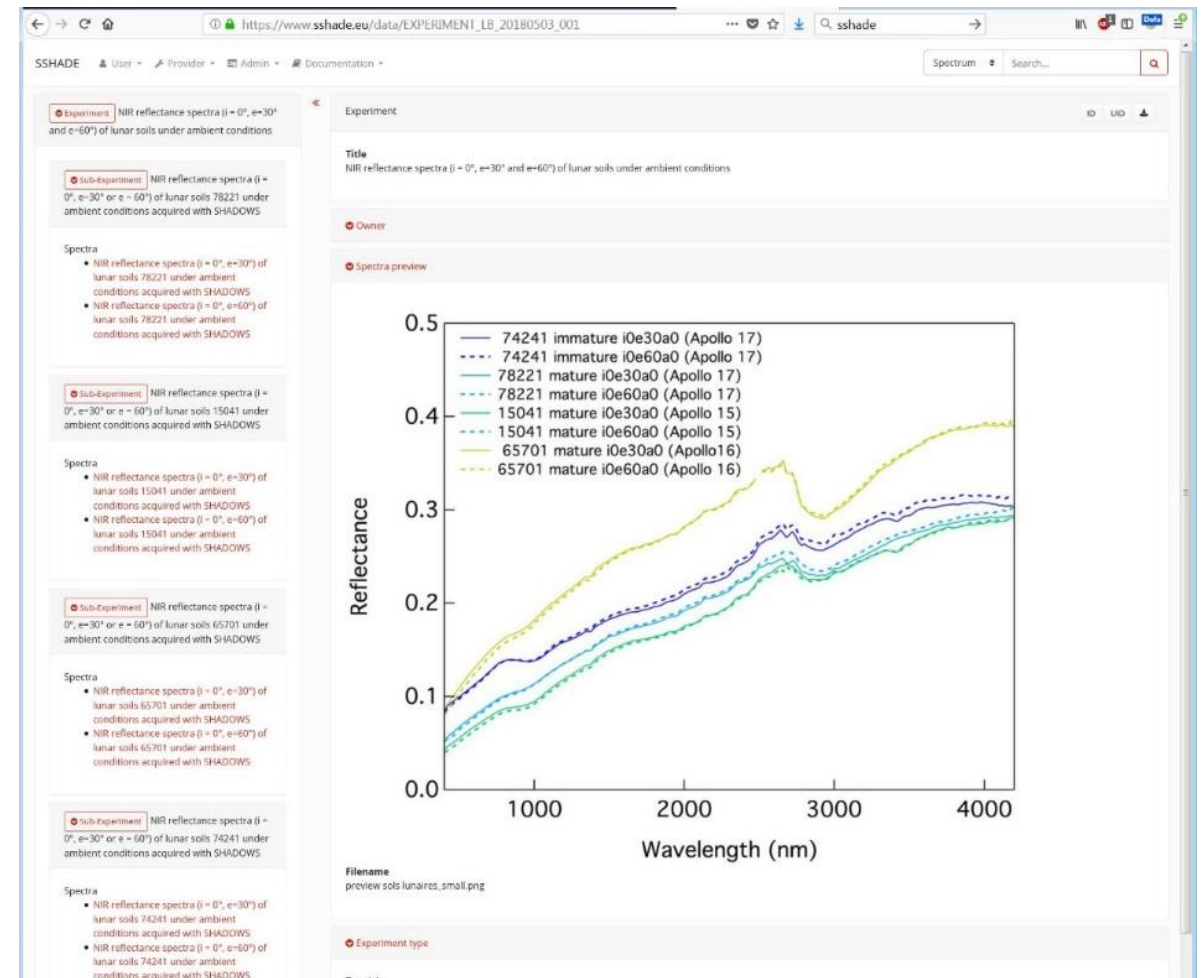 https://www.sshade.eu/data/EXPERIMENT_LB_20180503_001
sshade
SSHADE User Provider Admin Documentation
Spectrum Search...
Experiment NIR reflectance spectra (i = 0°, e=30°
and e=60°) of lunar soils under ambient conditions
Sub-Experiment NIR reflectance spectra (i =
0°, e=30° or e = 60°) of lunar soils 78221 under
ambient conditions acquired with SHADOWS
Spectra
NIR reflectance spectra (i = 0°, e=30°) of
lunar soils 78221 under ambient
conditions acquired with SHADOWS
NIR reflectance spectra (i = 0°, e=60°) of
lunar soils 78221 under ambient
conditions acquired with SHADOWS
Sub-Experiment NIR reflectance spectra (i =
0°, e=30° or e = 60°) of lunar soils 15041 under
ambient conditions acquired with SHADOWS
Spectra
NIR reflectance spectra (i = 0°, e=30°) of
lunar soils 15041 under ambient
conditions acquired with SHADOWS
NIR reflectance spectra (i = 0°, e=60°) of
lunar soils 15041 under ambient
conditions acquired with SHADOWS
Sub-Experiment NIR reflectance spectra (i =
0°, e=30° or e = 60°) of lunar soils 65701 under
ambient conditions acquired with SHADOWS
Spectra
NIR reflectance spectra (i = 0°, e=30°) of
lunar soils 65701 under ambient
conditions acquired with SHADOWS
NIR reflectance spectra (i = 0°, e=60°) of
lunar soils 65701 under ambient
conditions acquired with SHADOWS
Sub-Experiment NIR reflectance spectra (i =
0°, e=30° or e = 60°) of lunar soils 74241 under
ambient conditions acquired with SHADOWS
Spectra
NIR reflectance spectra (i = 0°, e=30°) of
lunar soils 74241 under ambient
conditions acquired with SHADOWS
NIR reflectance spectra (i = 0°, e=60°) of
lunar soils 74241 under ambient
conditions acquired with SHADOWS
Experiment
ID UID
Title
NIR reflectance spectra (i = 0°, e=30° and e=60°) of lunar soils under ambient conditions
Owner
Spectra preview
74241 immature i0e30a0 (Apollo 17)
74241 immature i0e60a0 (Apollo 17)
78221 mature i0e30a0 (Apollo 17)
78221 mature i0e60a0 (Apollo 17)
15041 mature i0e30a0 (Apollo 15)
15041 mature i0e60a0 (Apollo 15)
65701 mature i0e30a0 (Apollo16)
65701 mature i0e60a0 (Apollo 16)
Reflectance
0.5
0.4
0.3
0.2
0.1
0.0
1000 2000 3000 4000
Wavelength (nm)
Filename
preview sols lunaires_small.png
Experiment type